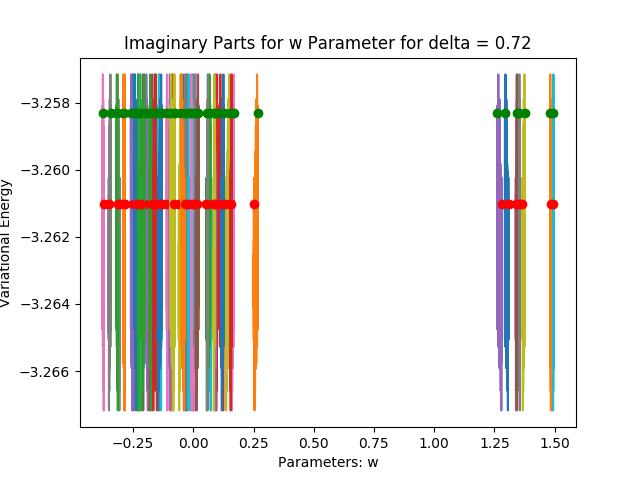 Imaginary Parts for w Parameter for delta = 0.72
Variational Energy
−3.258
−3.260
−3.262
−3.264
−3.266
−0.25 0.00 0.25 0.50 0.75 1.00 1.25 1.50
Parameters: w